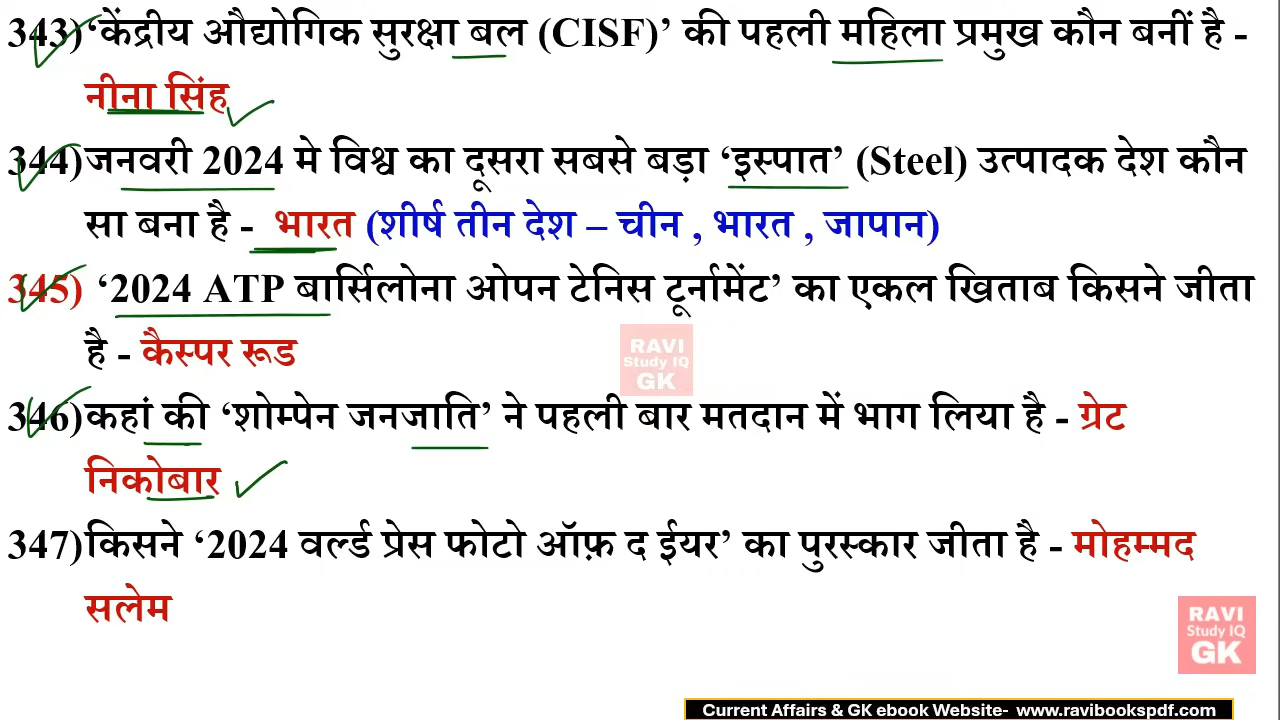 343)‘केंद्रीय औद्योगिक सुरक्षा बल (CISF)’ की पहली महिला प्रमुख कौन बनीं है -
नीना सिंह
344)जनवरी 2024 मे विश्व का दूसरा सबसे बड़ा ‘इस्पात’ (Steel) उत्पादक देश कौन
सा बना है - भारत (शीर्ष तीन देश – चीन , भारत , जापान)
345) ‘2024 ATP बार्सिलोना ओपन टेनिस टूर्नामेंट’ का एकल खिताब किसने जीता
है - कैस्पर रूड
RAVI
Study IQ
GK
346)कहां की ‘शोम्पेन जनजाति’ ने पहली बार मतदान में भाग लिया है - ग्रेट
निकोबार
347)किसने ‘2024 वर्ल्ड प्रेस फोटो ऑफ़ द ईयर’ का पुरस्कार जीता है - मोहम्मद
सलेम
RAVI
Study IQ
GK
Current Affairs & GK ebook Website- www.ravibookspdf.com